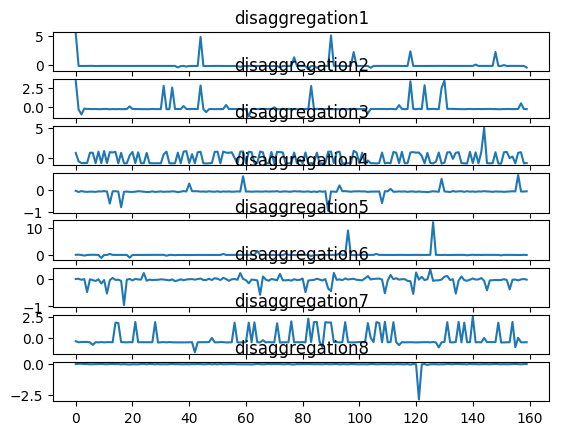 disaggregation1
5
0
disaggregation2
2.5
0.0
disaggregation3
5
0
disaggregation4
0
−1
disaggregation5
10
0
disaggregation6
0
−1
disaggregation7
2.5
0.0
disaggregation8
0.0
−2.5
0 20 40 60 80 100 120 140 160